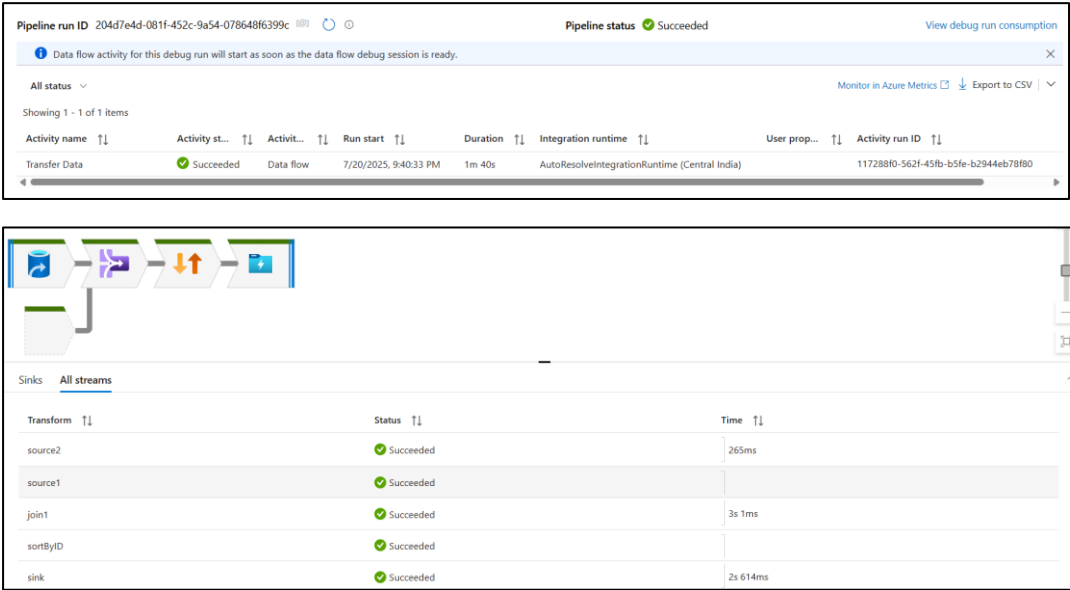 Pipeline run ID 204d7e4d-081f-452c-9a54-078648f6399c Pipeline status Succeeded View debug run consumption
Data flow activity for this debug run will start as soon as the data flow debug session is ready.
All status Monitor in Azure Metrics Export to CSV
Showing 1 - 1 of 1 items
Activity name Activity st... Activit... Run start Duration Integration runtime User prop... Activity run ID
Transfer Data Succeeded Data flow 7/20/2025, 9:40:33 PM 1m 40s AutoResolveIntegrationRuntime (Central India) 117288f0-562f-45fb-b5fe-b2944eb78f80
Sinks All streams
Transform Status Time
source2 Succeeded 265ms
source1 Succeeded
join1 Succeeded 3s 1ms
sortByID Succeeded
sink Succeeded 2s 614ms